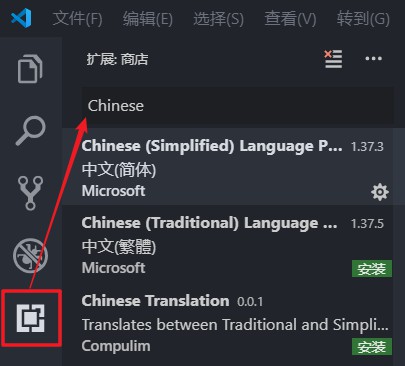 文件(F) 编辑(E) 选择(S) 查看(V) 转到(G)
扩展: 商店
Chinese
Chinese (Simplified) Language P... 1.37.3
中文(简体)
Microsoft
Chinese (Traditional) Language ... 1.37.5
中文(繁體)
Microsoft 安装
Chinese Translation 0.0.1
Translates between Traditional and Simpli...
Compulim 安装